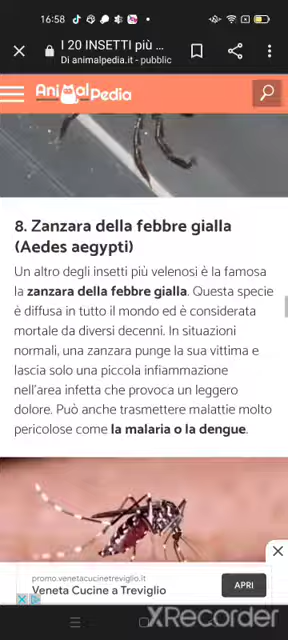 16:58
I 20 INSETTI più ...
Di animalpedia.it - pubblic
AnimalPedia
8. Zanzara della febbre gialla
(Aedes aegypti)
Un altro degli insetti più velenosi è la famosa
la zanzara della febbre gialla. Questa specie
è diffusa in tutto il mondo ed è considerata
mortale da diversi decenni. In situazioni
normali, una zanzara punge la sua vittima e
lascia solo una piccola infiammazione
nell'area infetta che provoca un leggero
dolore. Può anche trasmettere malattie molto
pericolose come la malaria o la dengue.
promo.venetacucinetreviglio.it
Veneta Cucine a Treviglio
APRI
XRecorder